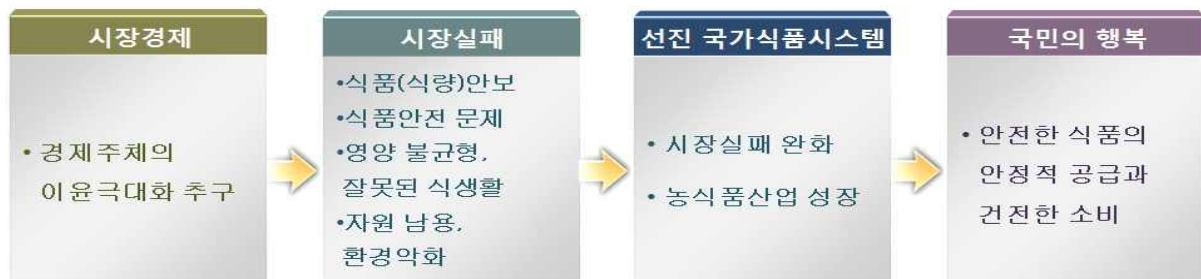 시장경제
• 경제주체의
이윤극대화 추구
시장실패
•식품(식량)안보
•식품안전 문제
•영양 불균형,
잘못된 식생활
•자원 남용,
환경악화
선진 국가식품시스템
• 시장실패 완화
• 농식품산업 성장
국민의 행복
• 안전한 식품의
안정적 공급과
건전한 소비